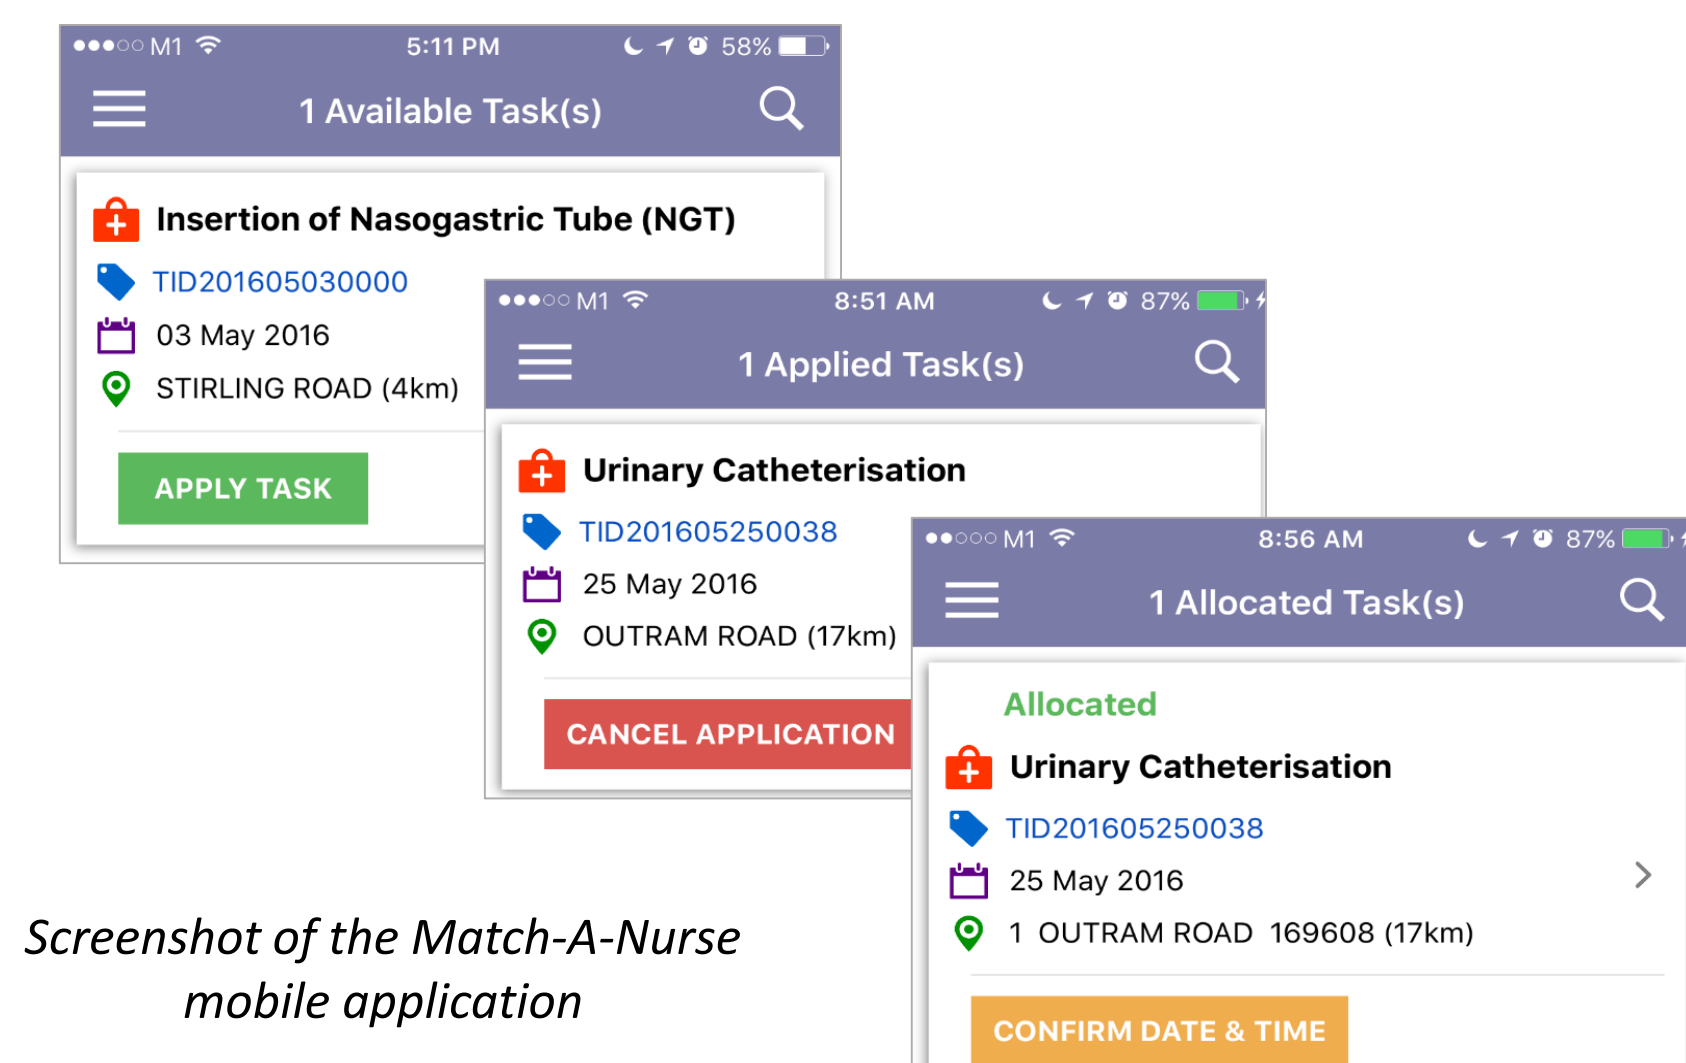 M1 5:11 PM 58%
1 Available Task(s)
Insertion of Nasogastric Tube (NGT)
TID201605030000
03 May 2016
STIRLING ROAD (4km)
APPLY TASK
M1 8:51 AM 87%
1 Applied Task(s)
Urinary Catheterisation
TID201605250038
25 May 2016
OUTRAM ROAD (17km)
CANCEL APPLICATION
M1 8:56 AM 87%
1 Allocated Task(s)
Allocated
Urinary Catheterisation
TID201605250038
25 May 2016
1 OUTRAM ROAD 169608 (17km)
CONFIRM DATE & TIME
Screenshot of the Match-A-Nurse
mobile application